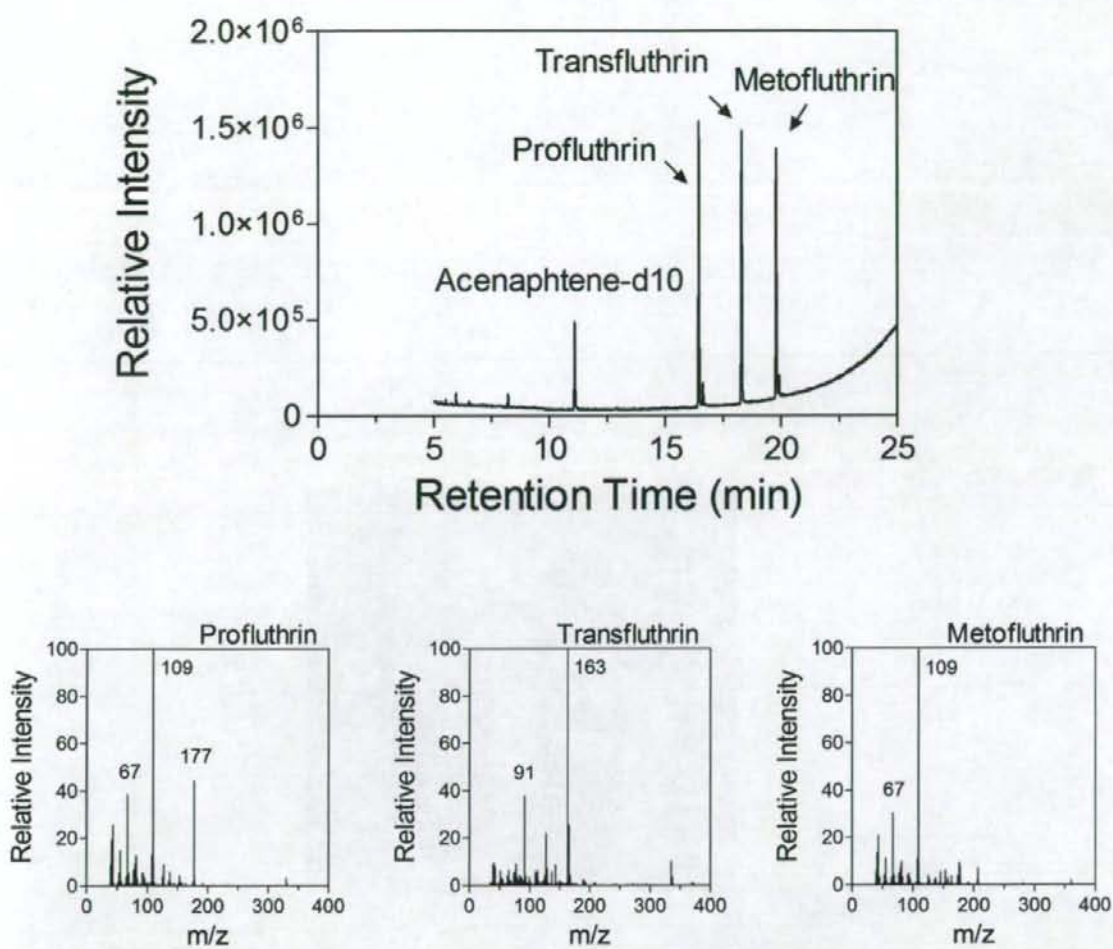 2.0×10⁶
Transfluthrin
Metofluthrin
1.5×10⁶
Profluthrin
1.0×10⁶
Relative Intensity
Acenaphtene-d10
5.0×10⁵
0
0 5 10 15 20 25
Retention Time (min)
Profluthrin
100
109
80
60
177
67
40
20
0
Relative Intensity
0 100 200 300 400
m/z
Transfluthrin
100
163
80
60
91
40
20
0
Relative Intensity
0 100 200 300 400
m/z
Metofluthrin
100
109
80
60
67
40
20
0
Relative Intensity
0 100 200 300 400
m/z